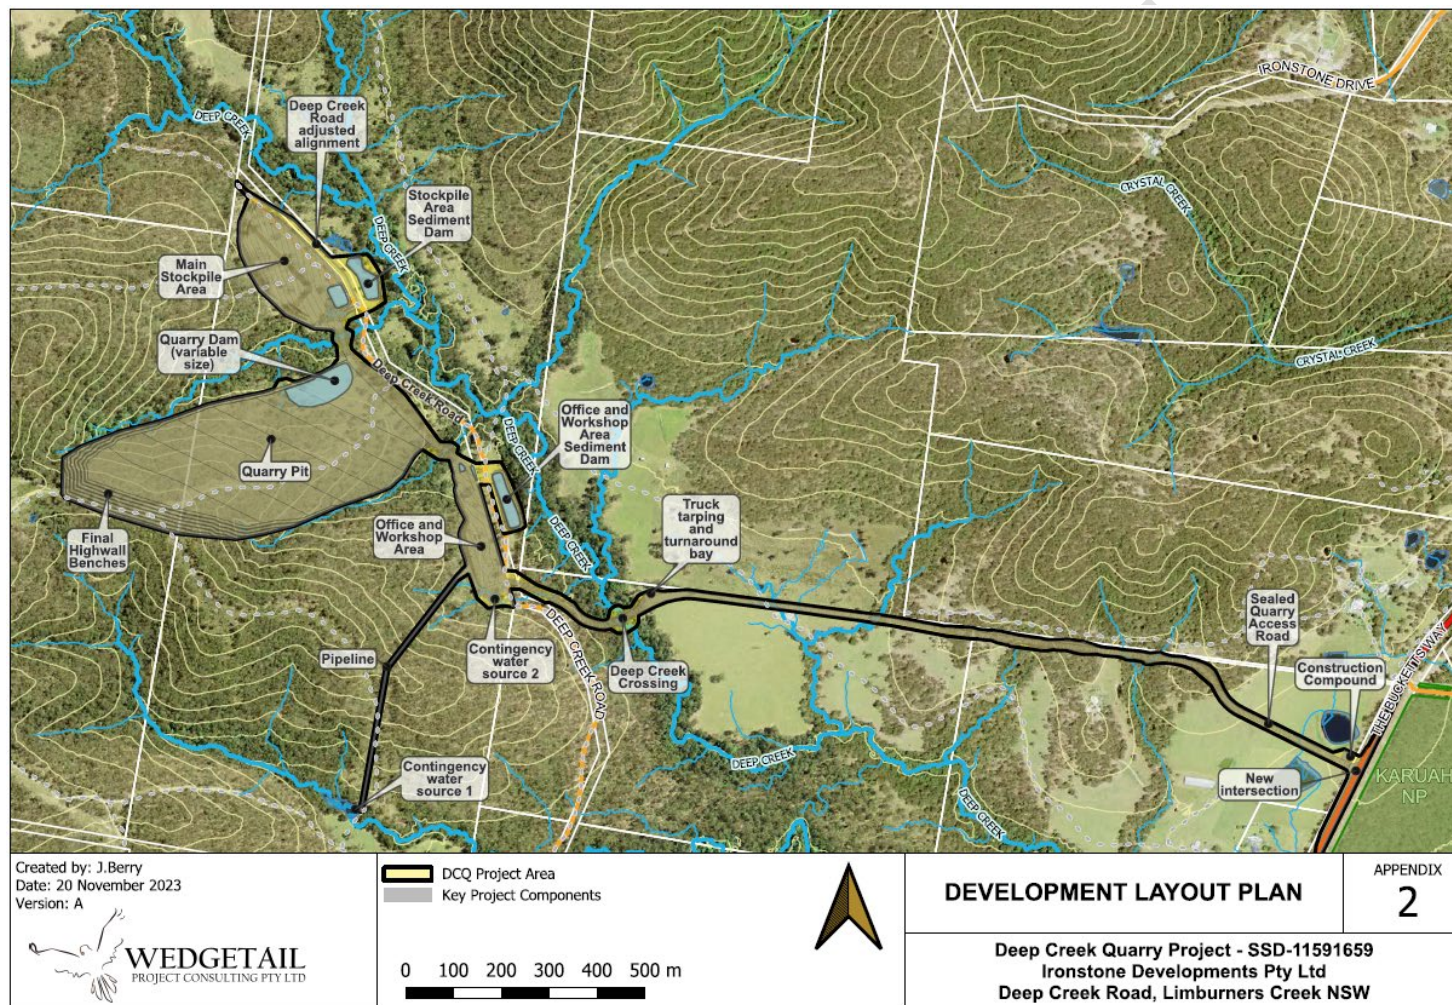 IRONSTONE DRIVE
DEEP CREEK
Deep Creek
Road
adjusted
alignment
CRYSTAL CREEK
Stockpile
Area
Sediment
Dam
DEEP CREEK
Main
Stockpile
Area
Quarry Dam
(variable
size)
CRYSTAL CREEK
Deep Creek Road
Office and
Workshop
Area
Sediment
Dam
DEEP CREEK
Quarry Pit
Truck
tarping
and
turnaround
bay
Final
Highwall
Benches
Office and
Workshop
Area
DEEP CREEK
Sealed
Quarry
Access
Road
DEEP CREEK ROAD
THE BUCKETTS WAY
Pipeline
Contingency
water
source 2
Deep Creek
Crossing
Construction
Compound
DEEP CREEK
Contingency
water
source 1
DEEP CREEK
New
intersection
KARUAH
NP
Created by: J.Berry
Date: 20 November 2023
Version: A
WEDGETAIL
PROJECT CONSULTING PTY LTD
DCQ Project Area
Key Project Components
0 100 200 300 400 500 m
DEVELOPMENT LAYOUT PLAN
APPENDIX
2
Deep Creek Quarry Project - SSD-11591659
Ironstone Developments Pty Ltd
Deep Creek Road, Limburners Creek NSW